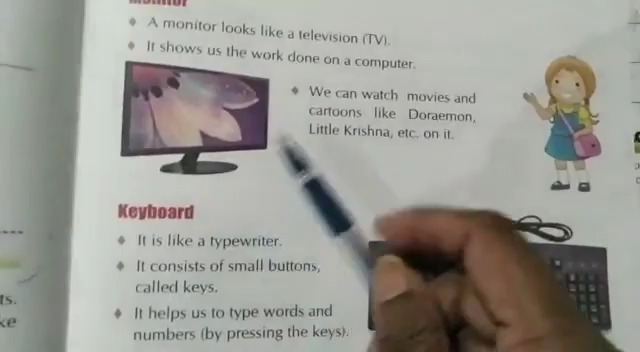 Monitor
A monitor looks like a television (TV).
It shows us the work done on a computer.
We can watch movies and
cartoons like Doraemon,
Little Krishna, etc. on it.
Keyboard
It is like a typewriter.
It consists of small buttons,
called keys.
It helps us to type words and
numbers (by pressing the keys).